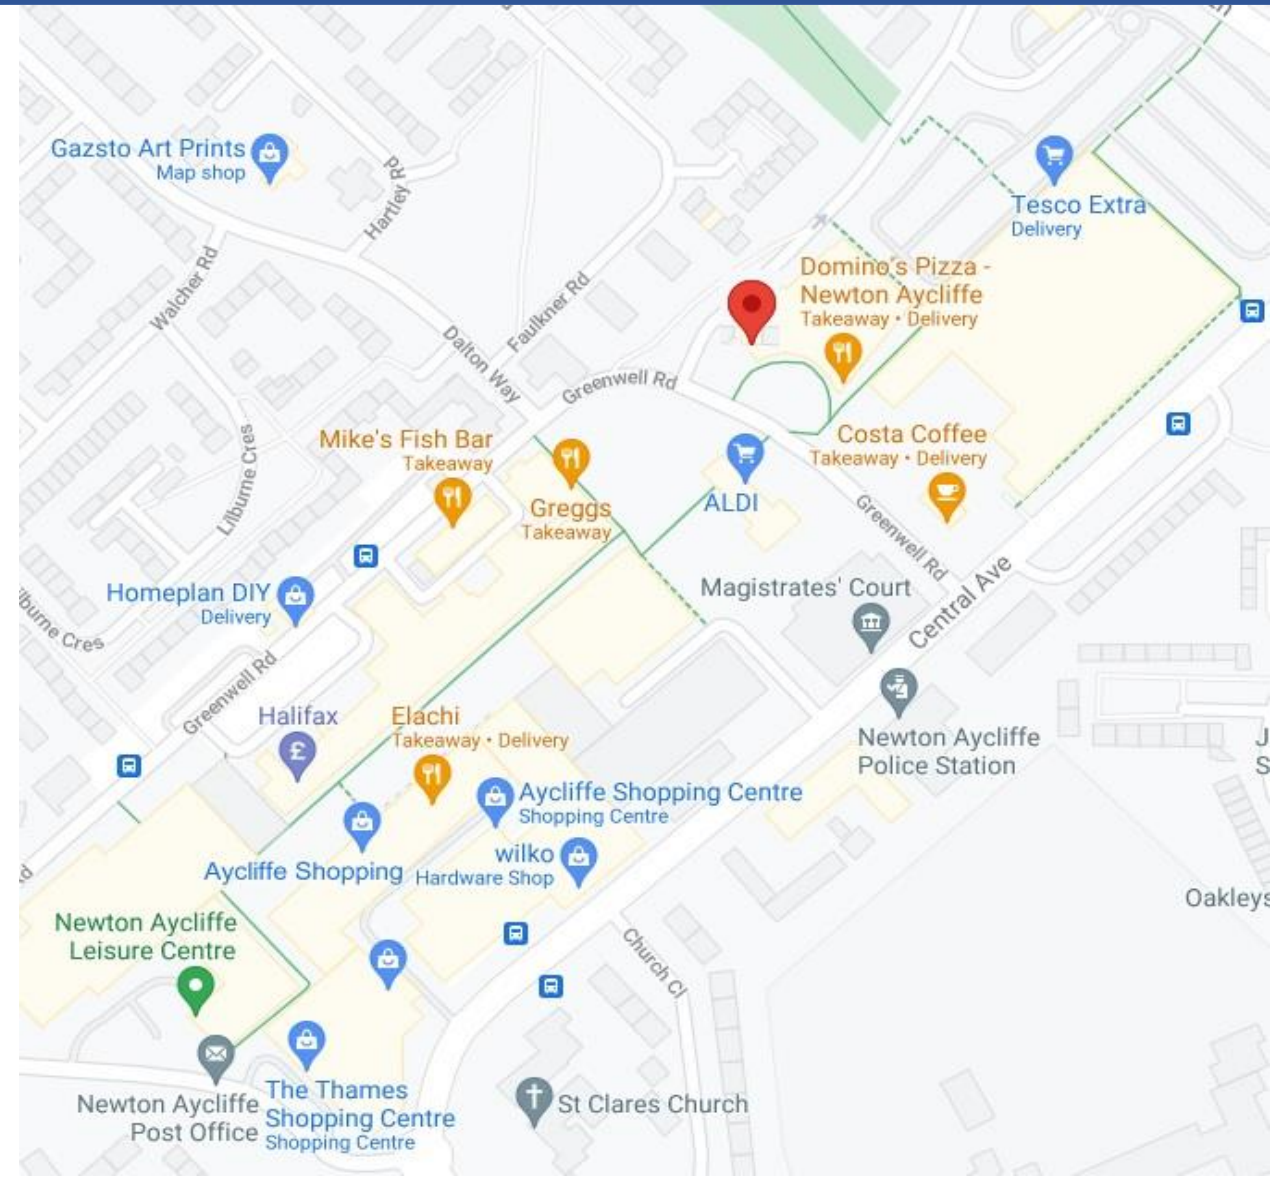 Gazsto Art Prints
Map shop
Hartley Rd
Walcher Rd
Tesco Extra
Delivery
Domino's Pizza -
Newton Aycliffe
Takeaway • Delivery
Faulkner Rd
Dalton Way
Greenwell Rd
Mike's Fish Bar
Takeaway
Lilburne Cres
Greggs
Takeaway
ALDI
Costa Coffee
Takeaway • Delivery
Greenwell Rd
Homeplan DIY
Delivery
Magistrates' Court
Central Ave
burne Cres
Greenwell Rd
Halifax
£
Elachi
Takeaway • Delivery
Newton Aycliffe
Police Station
J
S
Aycliffe Shopping Centre
Shopping Centre
wilko
Hardware Shop
Aycliffe Shopping
Rd
Oakleys
Newton Aycliffe
Leisure Centre
Church Cl
Newton Aycliffe
Post Office
The Thames
Shopping Centre
Shopping Centre
St Clares Church